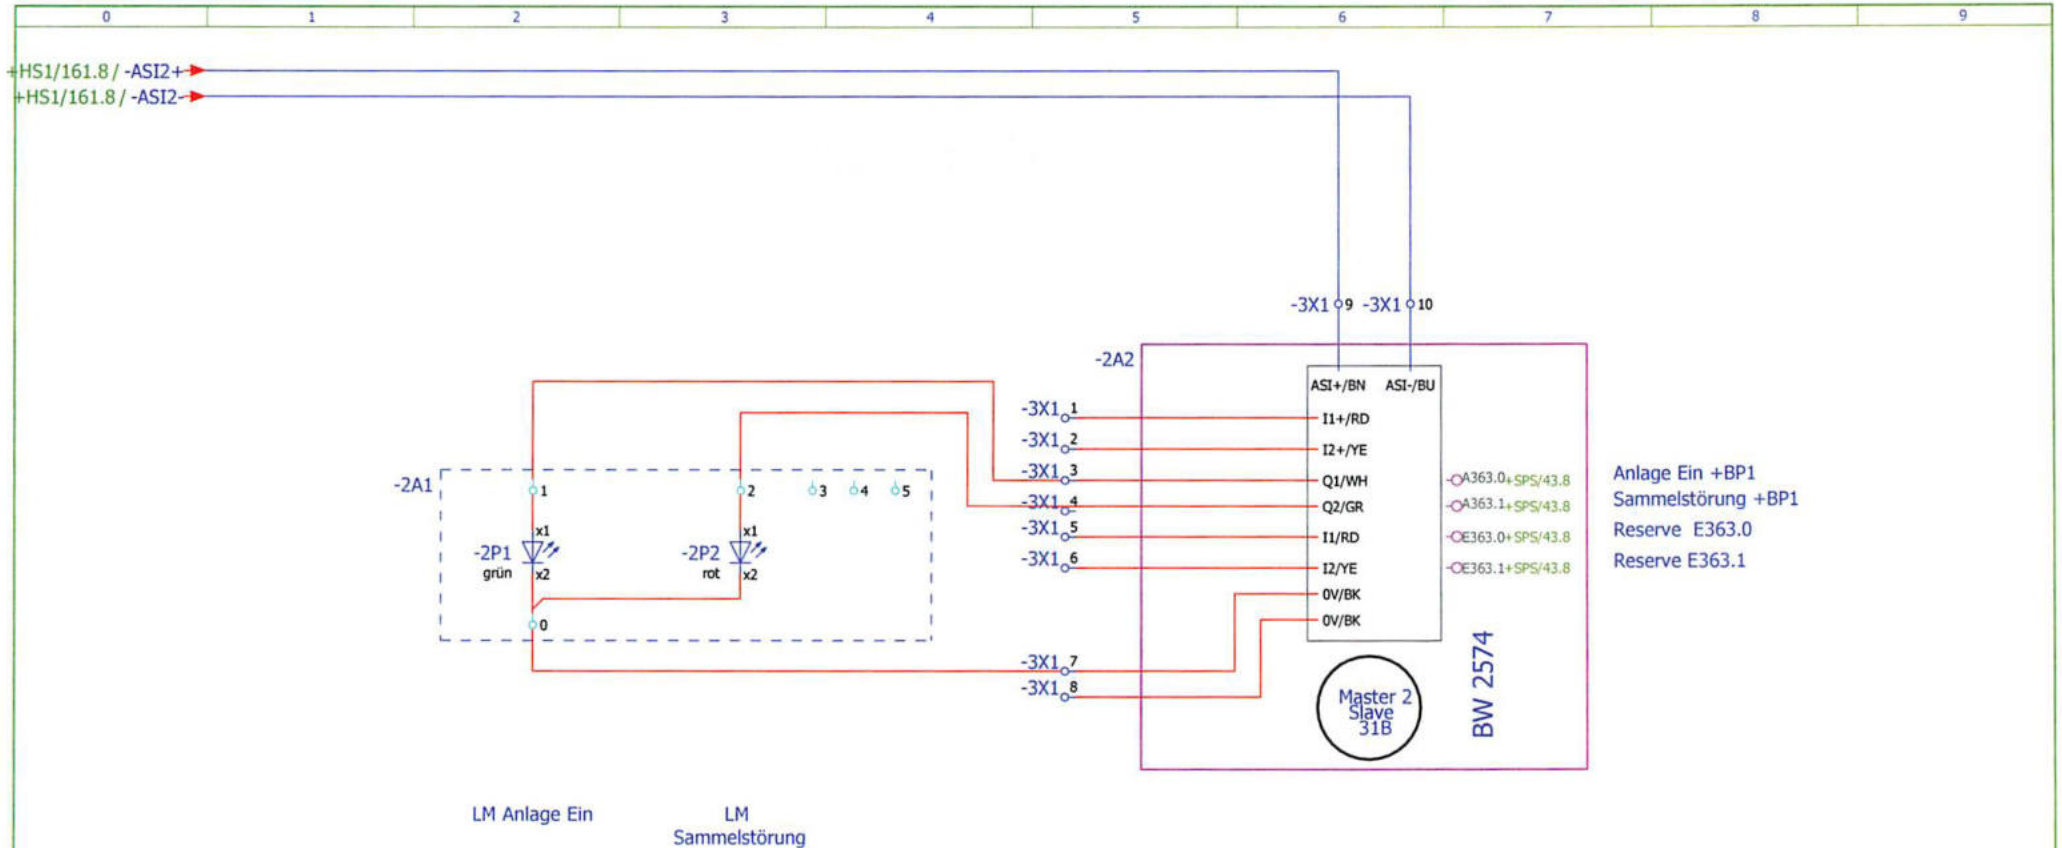 0 1 2 3 4 5 6 7 8 9
+HS1/161.8 / -ASI2+
+HS1/161.8 / -ASI2-
-3X1 9 -3X1 10
-2A2
ASI+/BN ASI-/BU
-3X1 1 I1+/RD
-3X1 2 I2+/YE
-3X1 3 Q1/WH A363.0+SPS/43.8 Anlage Ein +BP1
-3X1 4 Q2/GR A363.1+SPS/43.8 Sammelstörung +BP1
-3X1 5 I1/RD E363.0+SPS/43.8 Reserve E363.0
-3X1 6 I2/YE E363.1+SPS/43.8 Reserve E363.1
0V/BK
0V/BK
-2A1 1 2 3 4 5
x1 x1
-2P1 -2P2
grün x2 rot x2
0
-3X1 7
-3X1 8
Master 2
Slave
31B
BW 2574
LM Anlage Ein
LM
Sammelstörung